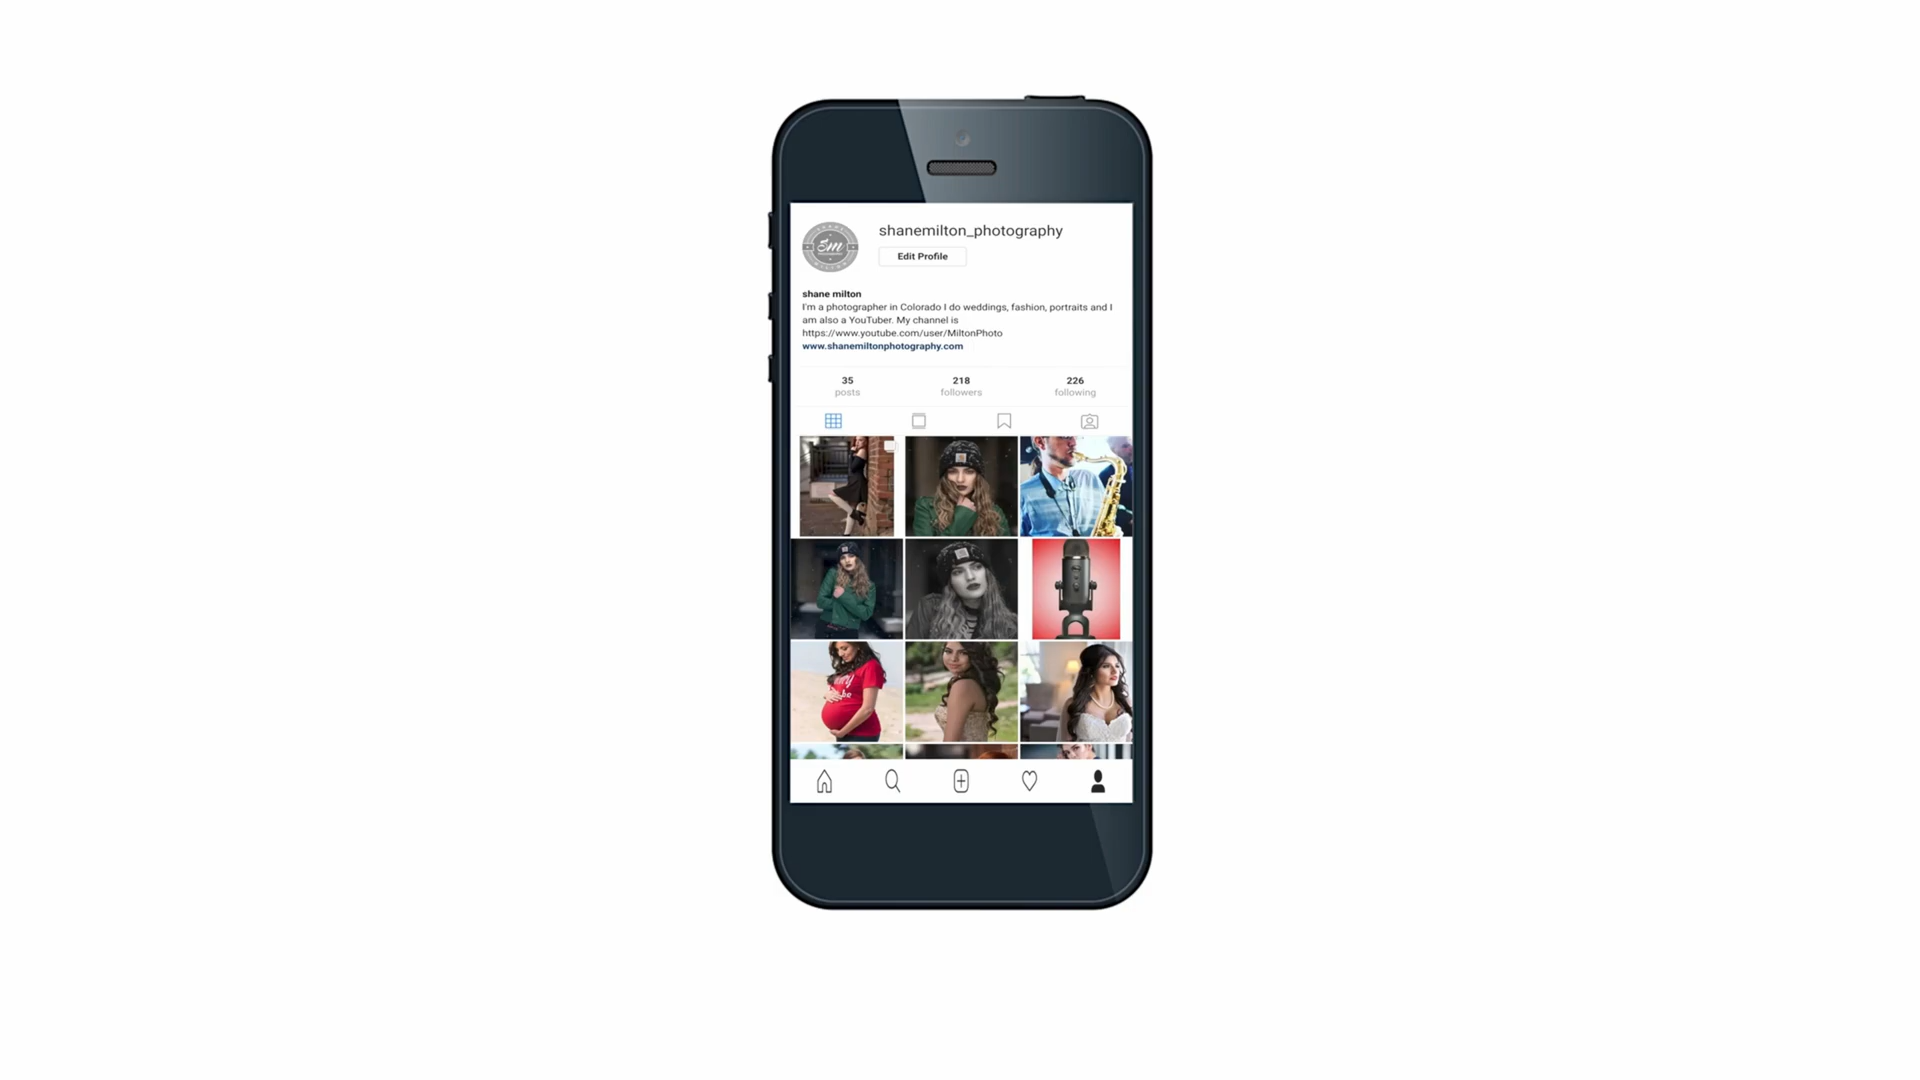 shanemilton_photography
Edit Profile
shane milton
I'm a photographer in Colorado I do weddings, fashion, portraits and I
am also a YouTuber. My channel is
https://www.youtube.com/user/MiltonPhoto
www.shanemiltonphotography.com
35 218 226
posts followers following